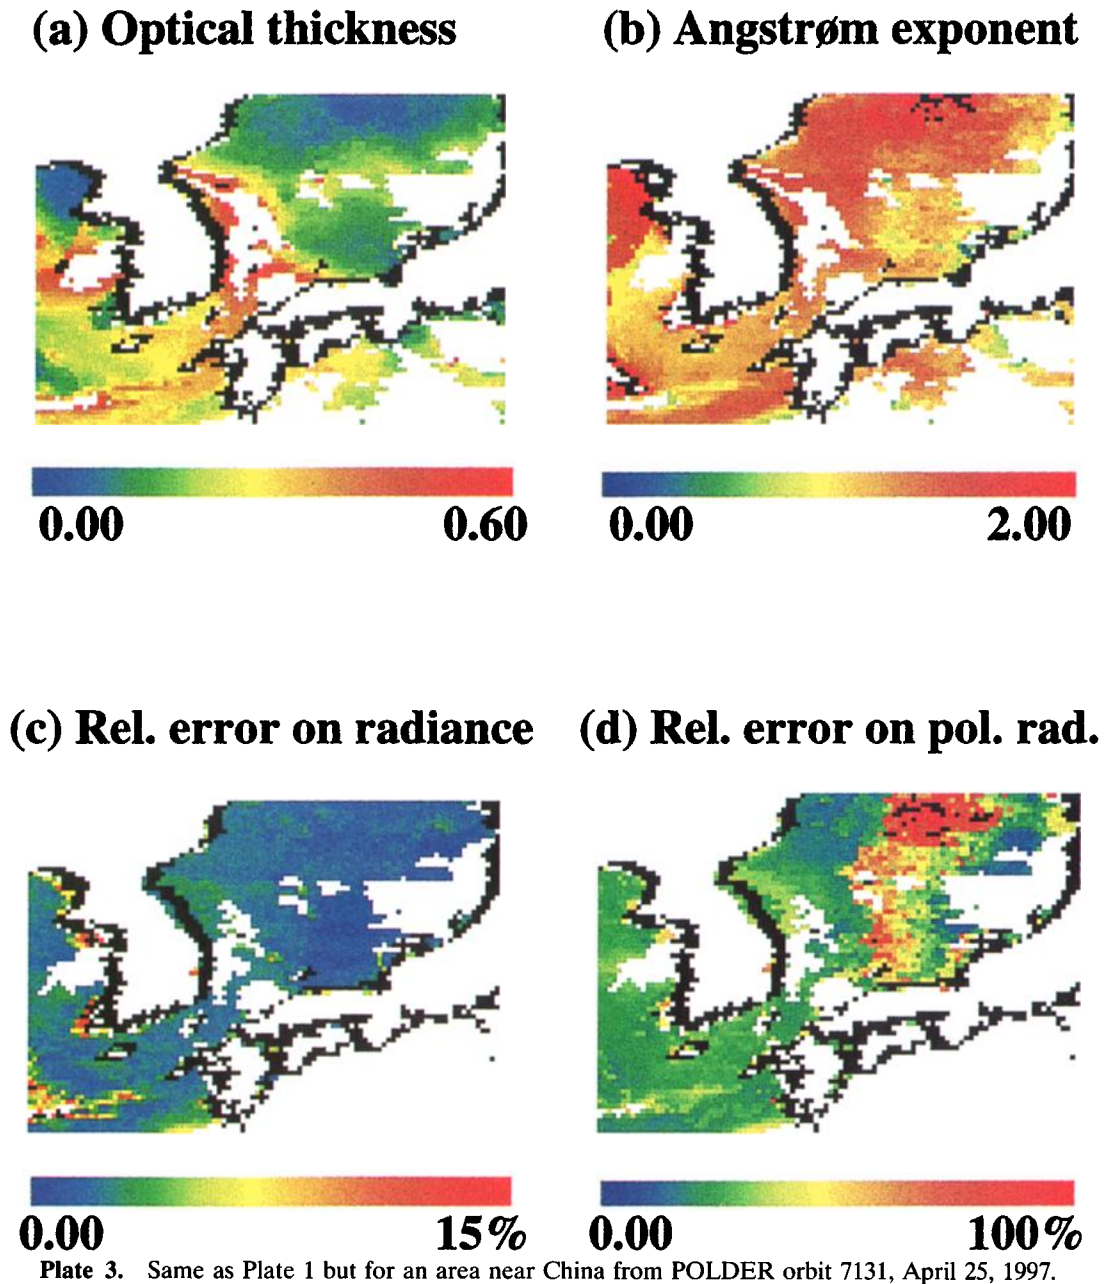 (a) Optical thickness
(b) Angstrøm exponent
0.00
0.60
0.00
2.00
(c) Rel. error on radiance
(d) Rel. error on pol. rad.
0.00
15%
0.00
100%
Plate 3. Same as Plate 1 but for an area near China from POLDER orbit 7131, April 25, 1997.